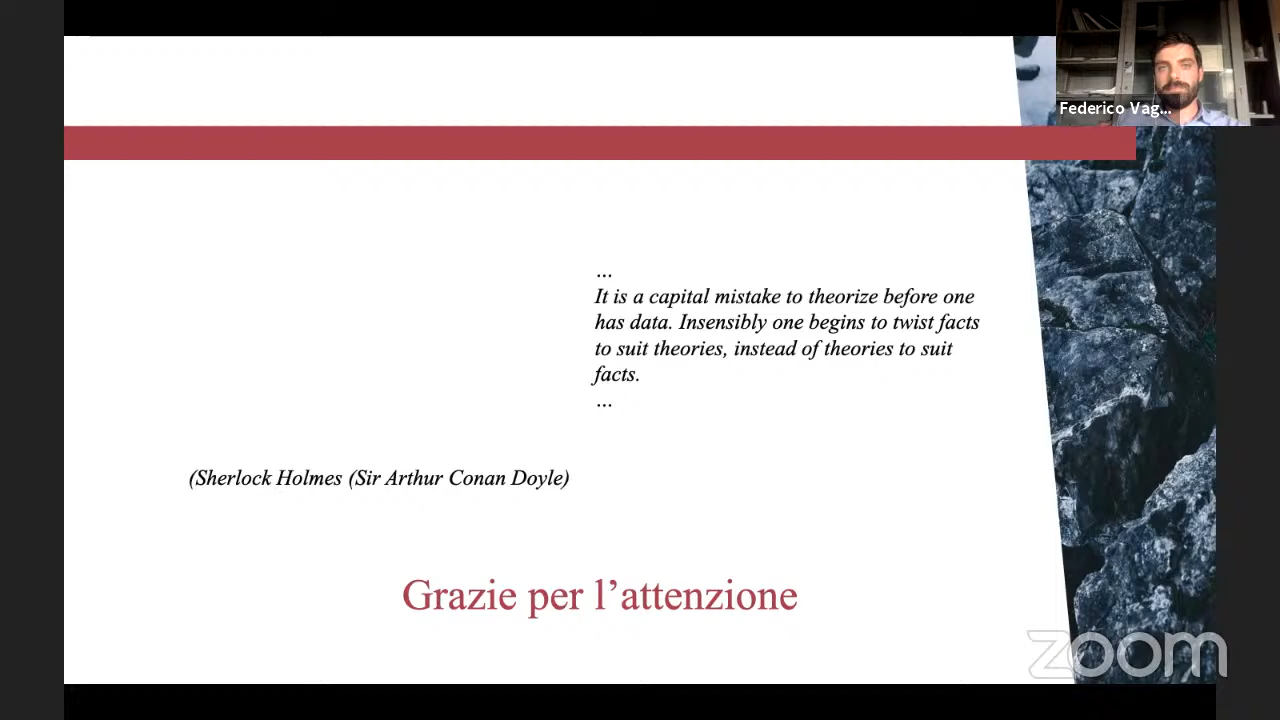 Federico Vag...
...
It is a capital mistake to theorize before one
has data. Insensibly one begins to twist facts
to suit theories, instead of theories to suit
facts.
...
(Sherlock Holmes (Sir Arthur Conan Doyle)
Grazie per l’attenzione
zoom